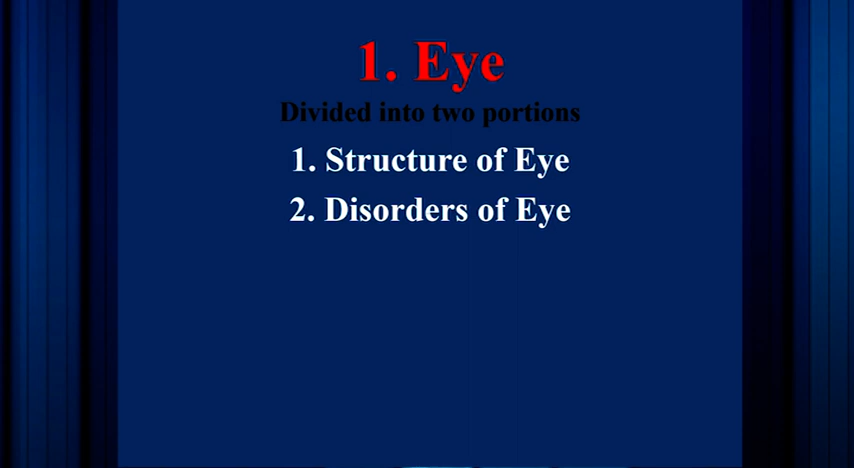 1. Eye
Divided into two portions
1. Structure of Eye
2. Disorders of Eye